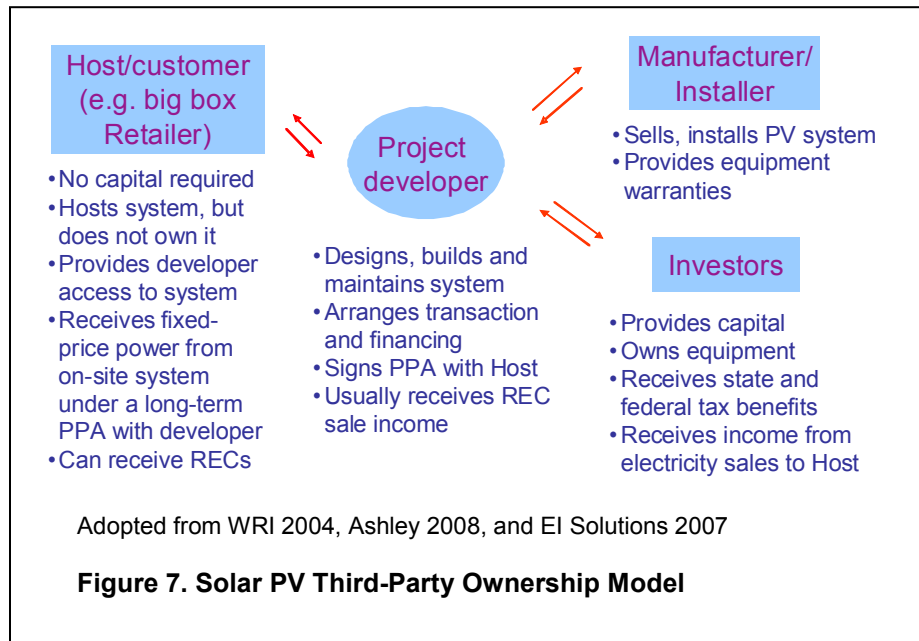 Host/customer
(e.g. big box
Retailer)
•No capital required
•Hosts system, but
does not own it
•Provides developer
access to system
•Receives fixed-
price power from
on-site system
under a long-term
PPA with developer
•Can receive RECs
Project
developer
•Designs, builds and
maintains system
•Arranges transaction
and financing
•Signs PPA with Host
•Usually receives REC
sale income
Manufacturer/
Installer
•Sells, installs PV system
•Provides equipment
warranties
Investors
•Provides capital
•Owns equipment
•Receives state and
federal tax benefits
•Receives income from
electricity sales to Host
Adopted from WRI 2004, Ashley 2008, and EI Solutions 2007
Figure 7. Solar PV Third-Party Ownership Model